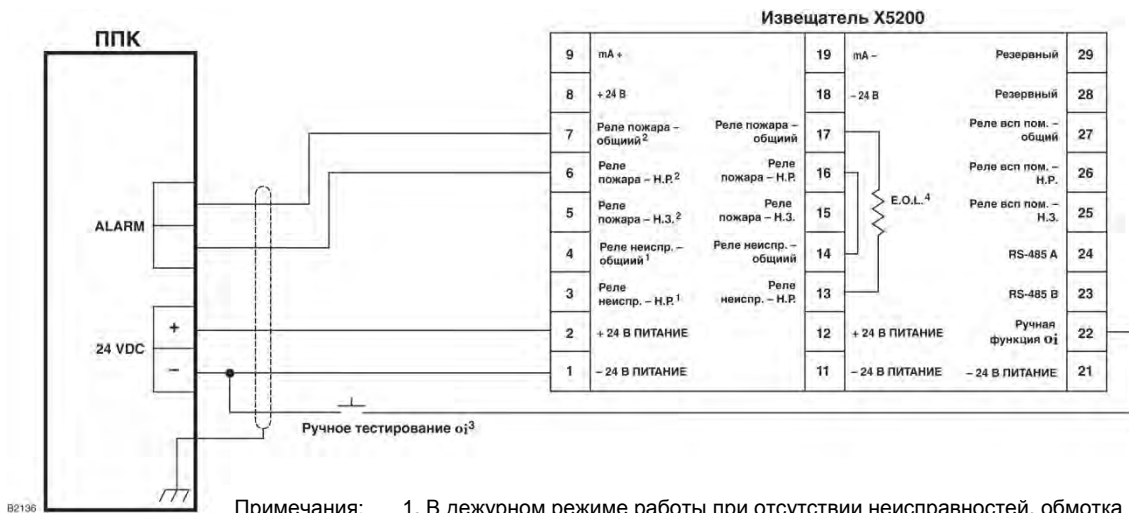 Извещатель X5200
ППК
ALARM
24 VDC
+
–
Ручное тестирование oi3
9 mA +
8 + 24 В
7 Реле пожара –
общиий2
6 Реле
пожара – Н.Р.2
5 Реле
пожара – Н.З.2
4 Реле неиспр. –
общиий1
3 Реле
неиспр. – Н.Р.1
2 + 24 В ПИТАНИЕ
1 – 24 В ПИТАНИЕ
19 mA –
18 – 24 В
Реле пожара –
общиий 17
Реле
пожара – Н.Р. 16
Реле
пожара – Н.З. 15
Реле неиспр. –
общиий 14
Реле
неиспр. – Н.Р. 13
12 + 24 В ПИТАНИЕ
11 – 24 В ПИТАНИЕ
E.O.L.4
Резервный 29
Резервный 28
Реле всп пом. –
общий 27
Реле всп пом. –
Н.Р. 26
Реле всп пом. –
Н.З. 25
RS-485 A 24
RS-485 B 23
Ручная
функция oi 22
– 24 В ПИТАНИЕ 21
B2136
Примечания: 1. В дежурном режиме работы при отсутствии неисправностей, обмотка